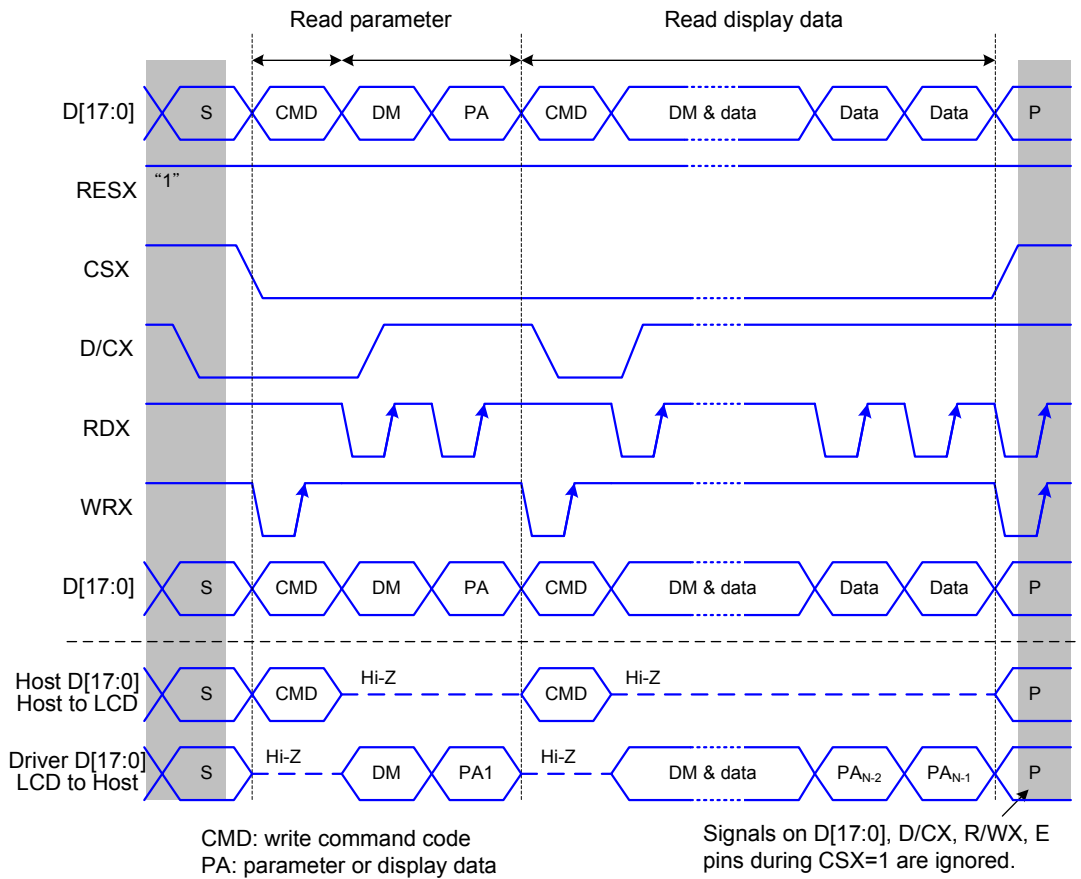 Read parameter Read display data
D[17:0] S CMD DM PA CMD DM & data Data Data P
RESX "1"
CSX
D/CX
RDX
WRX
D[17:0] S CMD DM PA CMD DM & data Data Data P
Host D[17:0]
Host to LCD S CMD Hi-Z CMD Hi-Z P
Driver D[17:0]
LCD to Host S Hi-Z DM PA1 Hi-Z DM & data PAN-2 PAN-1 P
CMD: write command code
PA: parameter or display data
Signals on D[17:0], D/CX, R/WX, E
pins during CSX=1 are ignored.